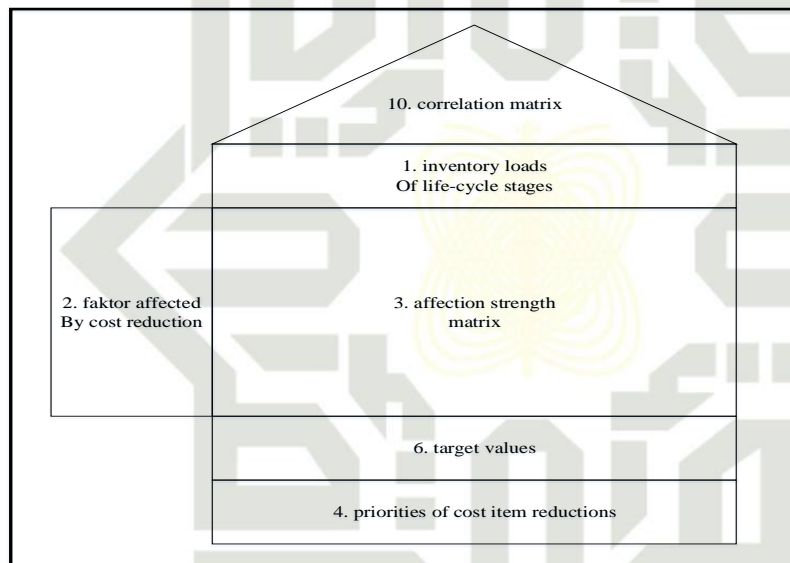 10. correlation matrix
1. inventory loads
Of life-cycle stages
2. faktor affected
By cost reduction
3. affection strength
matrix
6. target values
4. priorities of cost item reductions